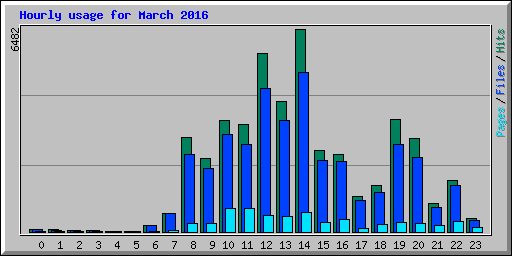 Hourly usage for March 2016
6482
Pages/Files/Hits
0 1 2 3 4 5 6 7 8 9 10 11 12 13 14 15 16 17 18 19 20 21 22 23